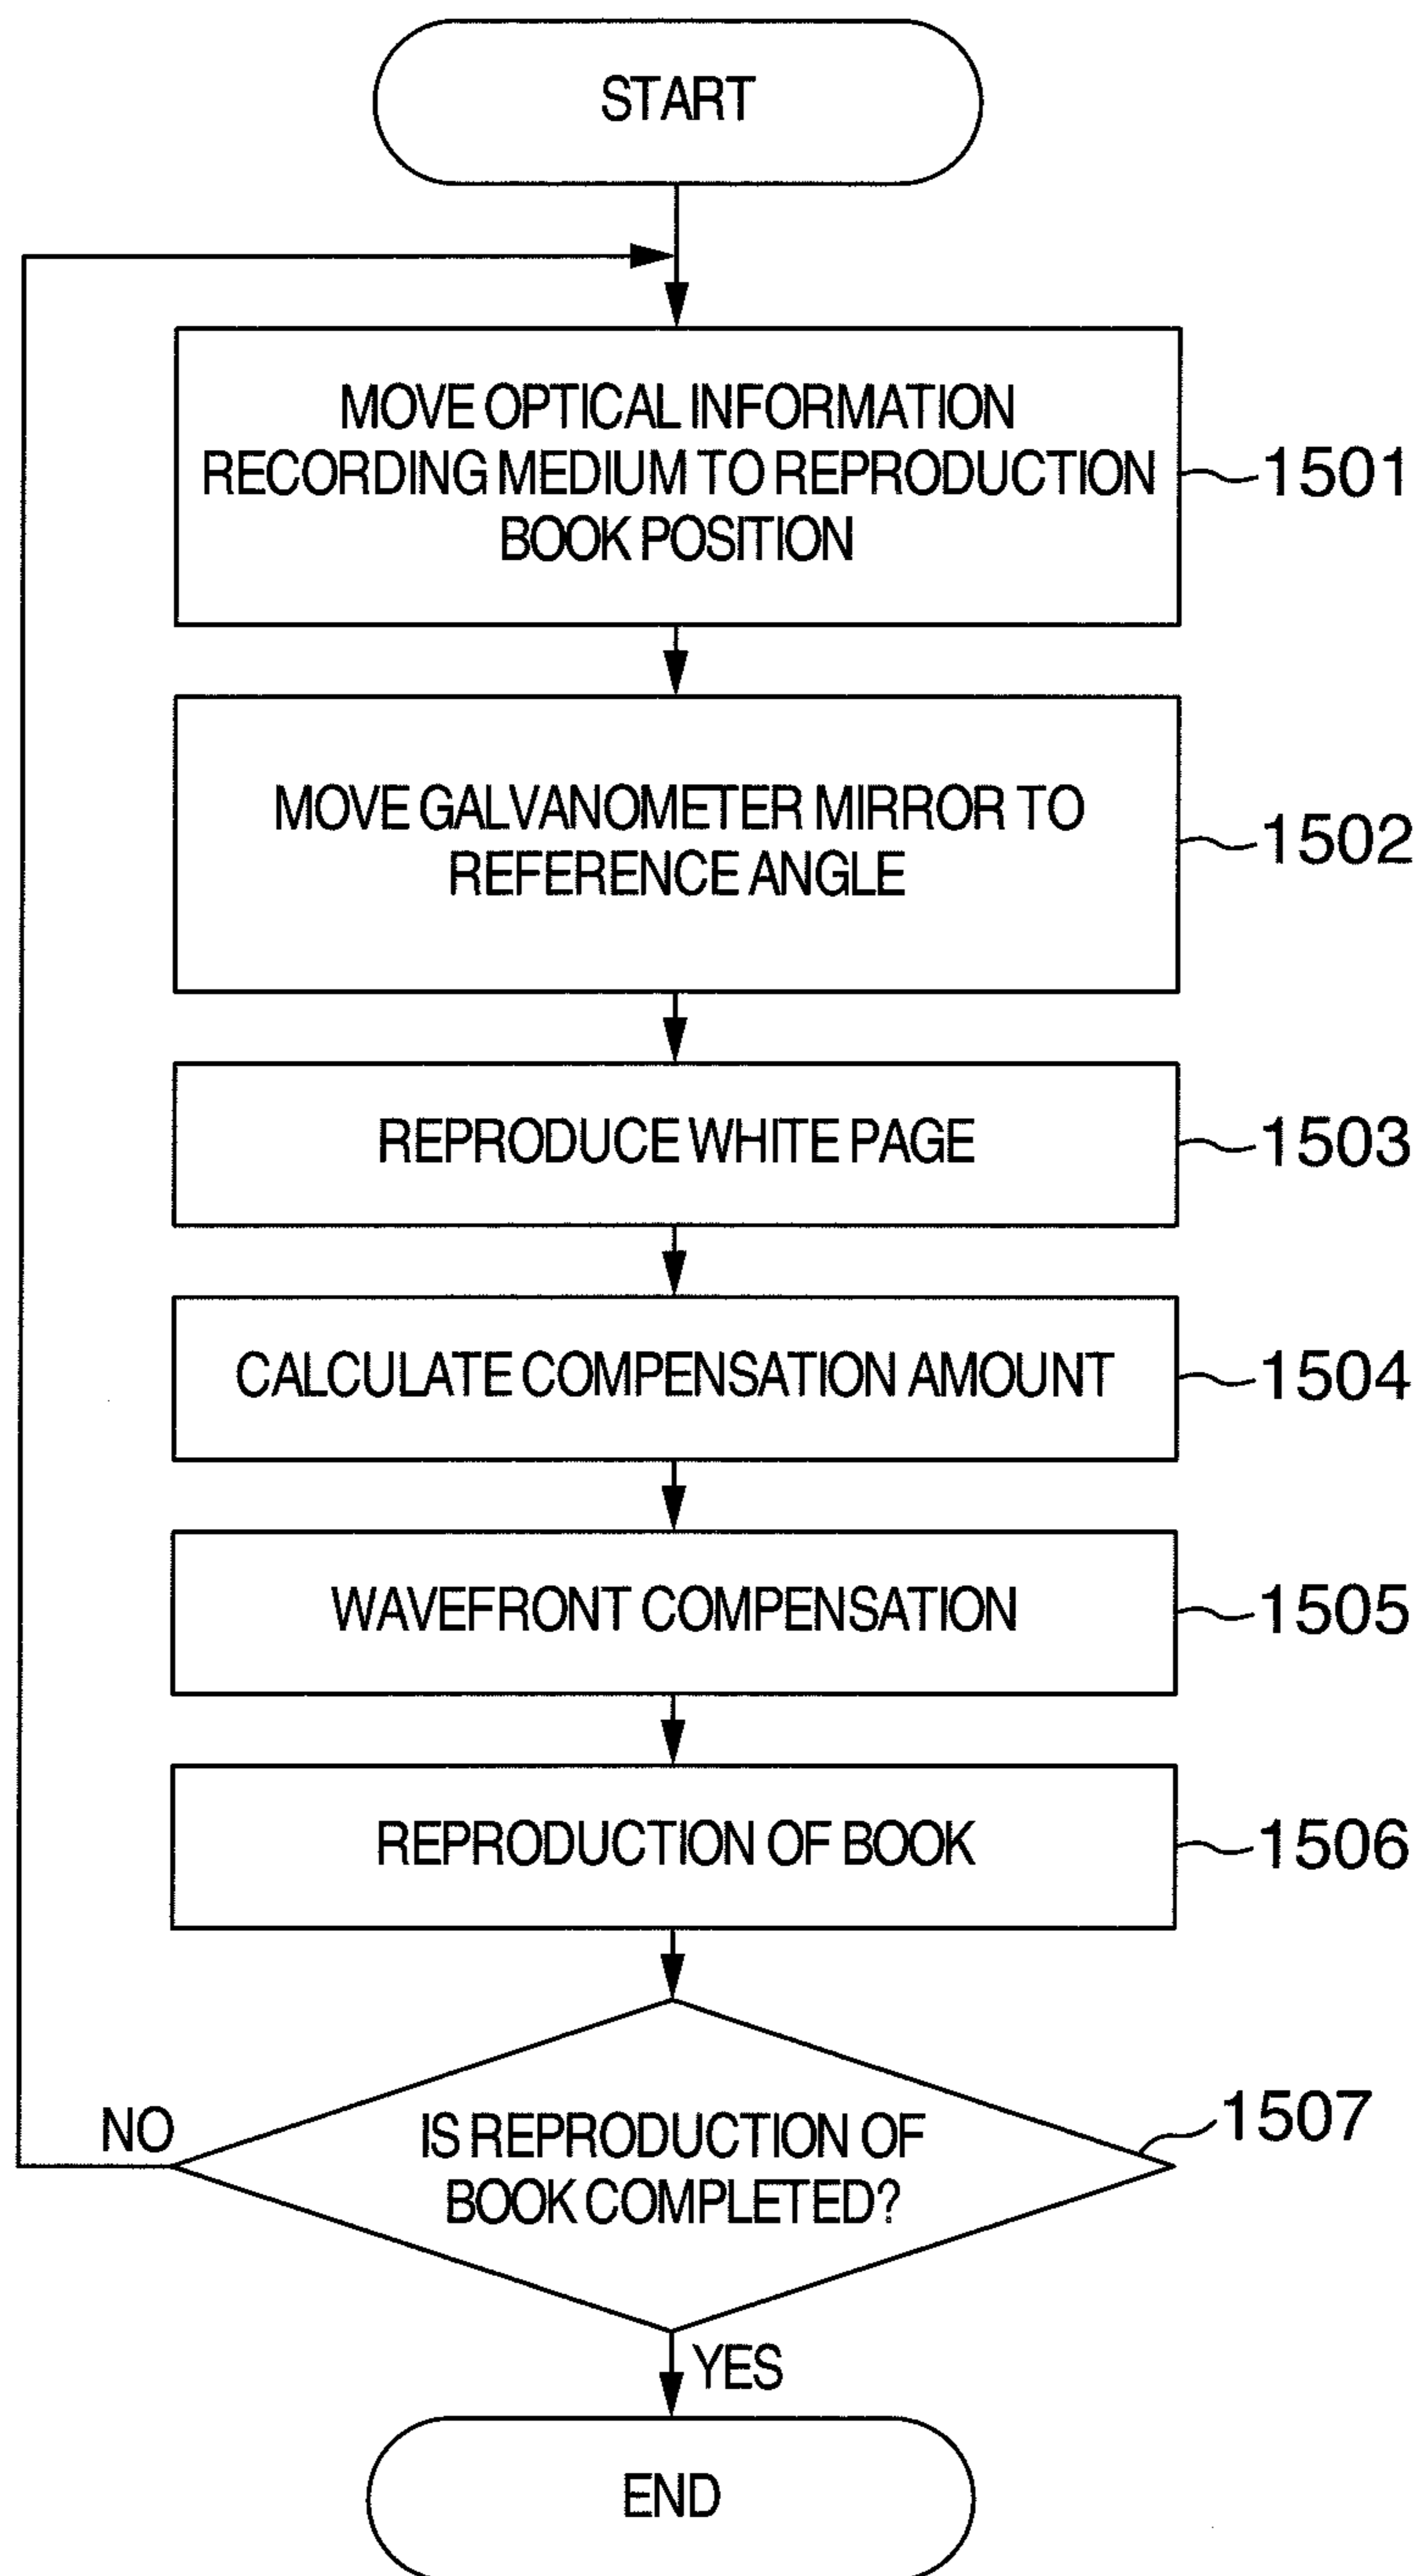 START
MOVE OPTICAL INFORMATION
RECORDING MEDIUM TO REPRODUCTION
BOOK POSITION
1501
MOVE GALVANOMETER MIRROR TO
REFERENCE ANGLE
1502
REPRODUCE WHITE PAGE
1503
CALCULATE COMPENSATION AMOUNT
1504
WAVEFRONT COMPENSATION
1505
REPRODUCTION OF BOOK
1506
NO
IS REPRODUCTION OF
BOOK COMPLETED?
1507
YES
END